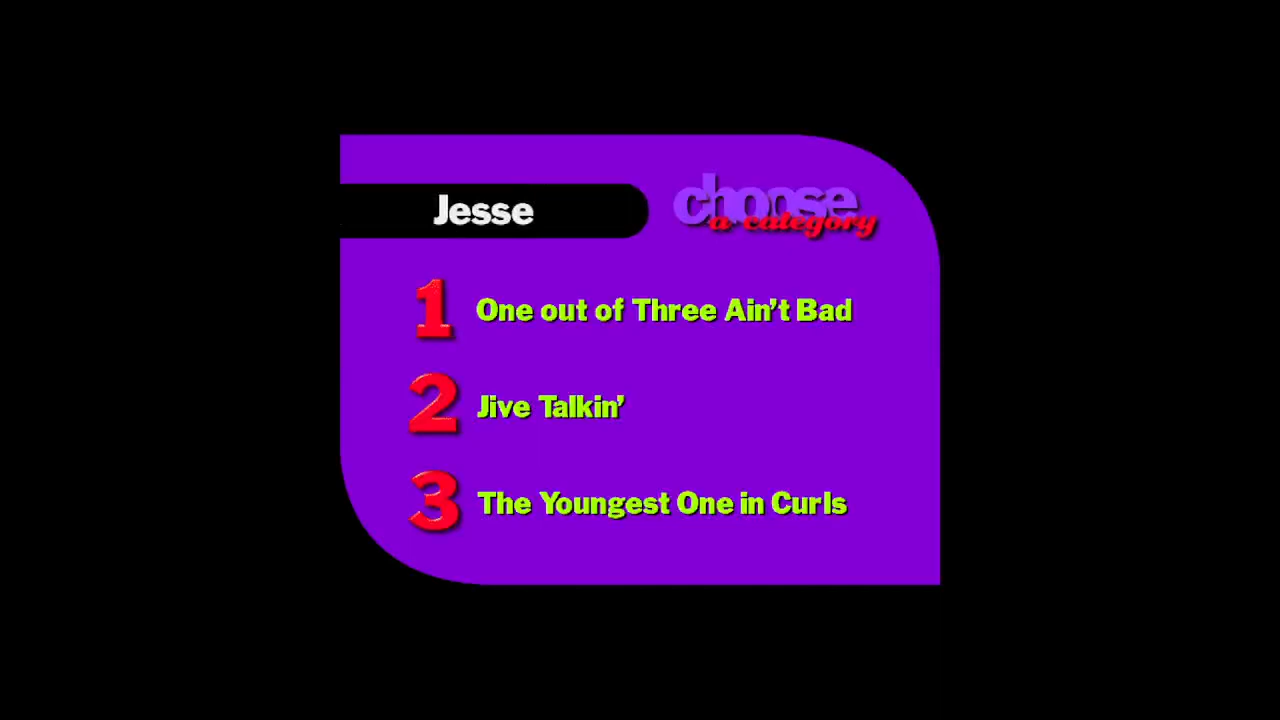 Jesse
choose
a category
1 One out of Three Ain't Bad
2 Jive Talkin'
3 The Youngest One in Curls